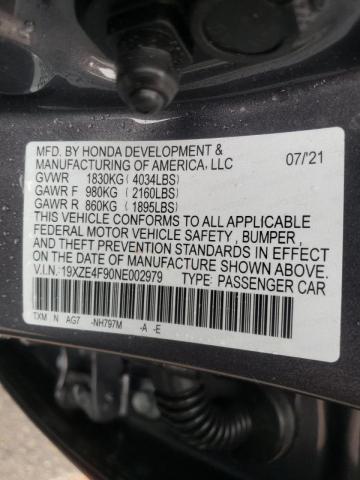 MFD. BY HONDA DEVELOPMENT &
MANUFACTURING OF AMERICA, LLC 07/'21
GVWR 1830KG (4034LBS)
GAWR F 980KG (2160LBS)
GAWR R 860KG (1895LBS)
THIS VEHICLE CONFORMS TO ALL APPLICABLE
FEDERAL MOTOR VEHICLE SAFETY, BUMPER,
AND THEFT PREVENTION STANDARDS IN EFFECT
ON THE DATE OF MANUFACTURE SHOWN ABOVE.
V.I.N.: 19XZE4F90NE002979 TYPE: PASSENGER CAR
TXM N AG7 -NH797M -A -E